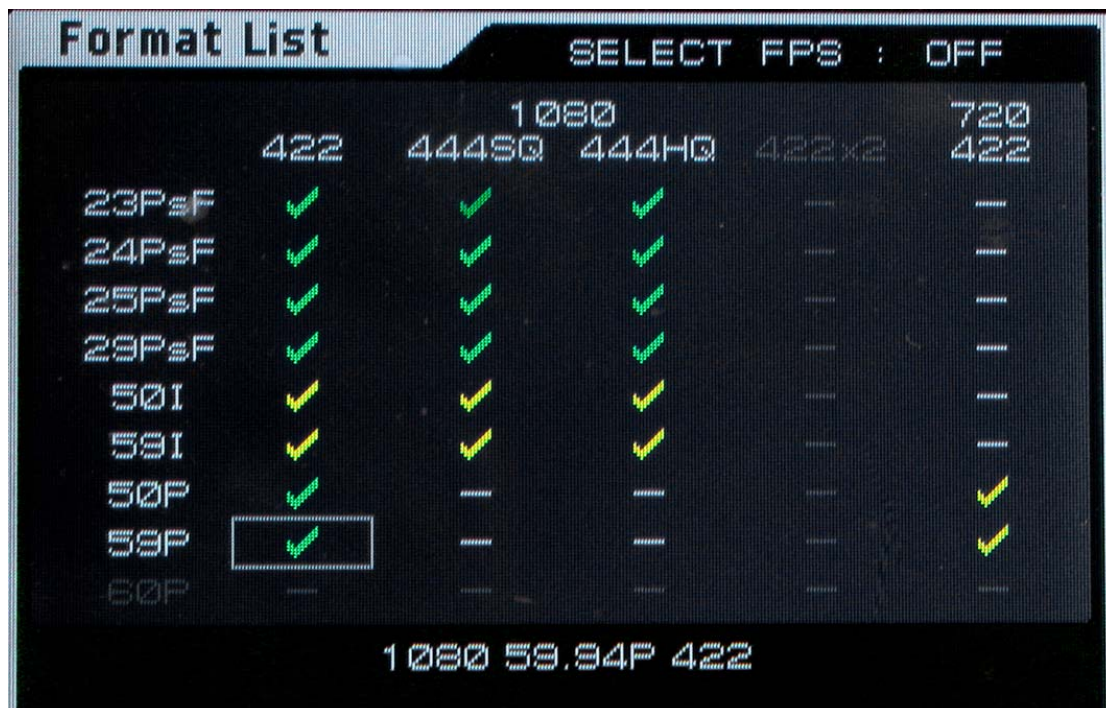 Format List SELECT FPS : OFF
1080 720
422 444SQ 444HQ 422x2 422
23PsF
24PsF
25PsF
29PsF
50I
59I
50P
59P
60P
1080 59.94P 422